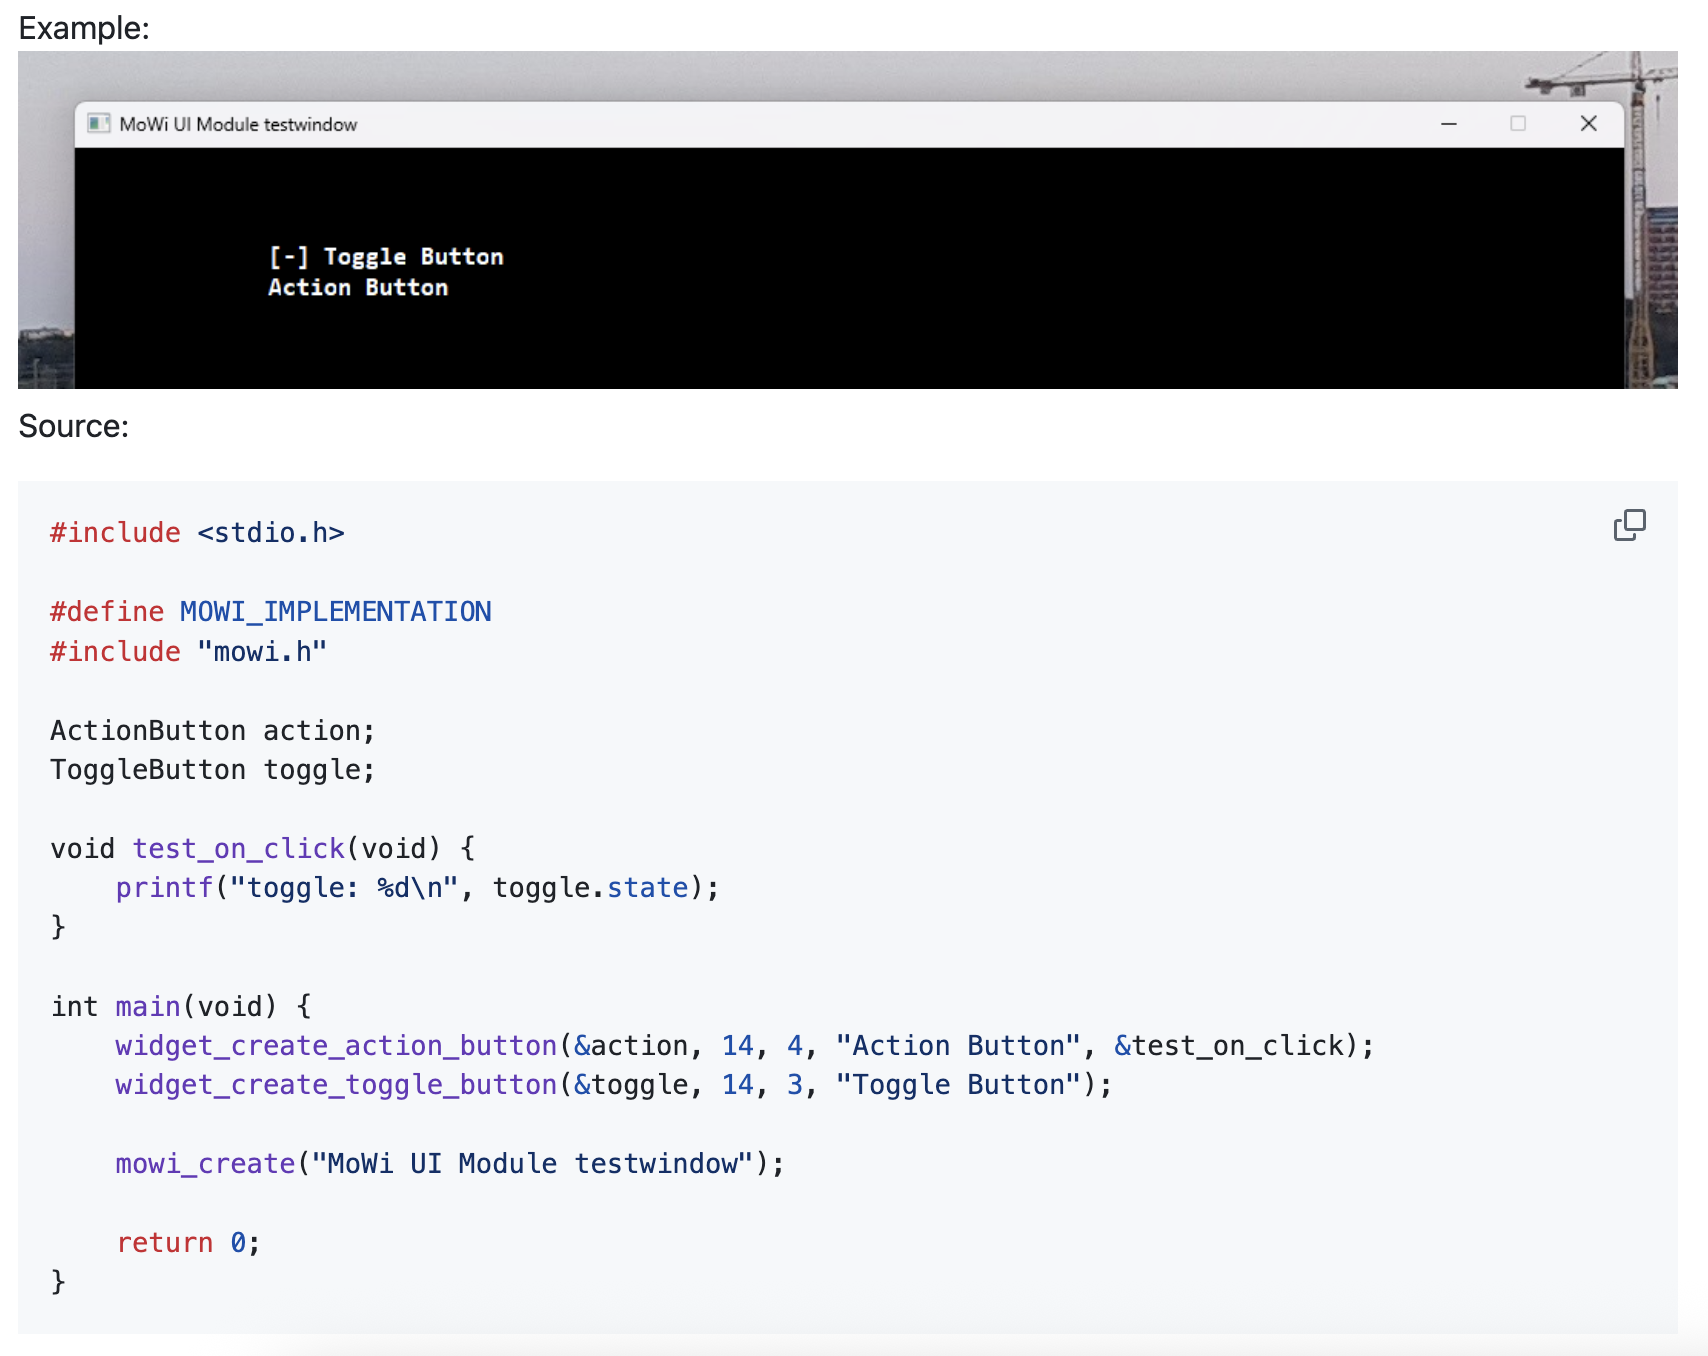 Example:
MoWi UI Module testwindow
[-] Toggle Button
Action Button
Source:
#include <stdio.h>
#define MOWI_IMPLEMENTATION
#include "mowi.h"
ActionButton action;
ToggleButton toggle;
void test_on_click(void) {
    printf("toggle: %d\n", toggle.state);
}
int main(void) {
    widget_create_action_button(&action, 14, 4, "Action Button", &test_on_click);
    widget_create_toggle_button(&toggle, 14, 3, "Toggle Button");
    mowi_create("MoWi UI Module testwindow");
    return 0;
}